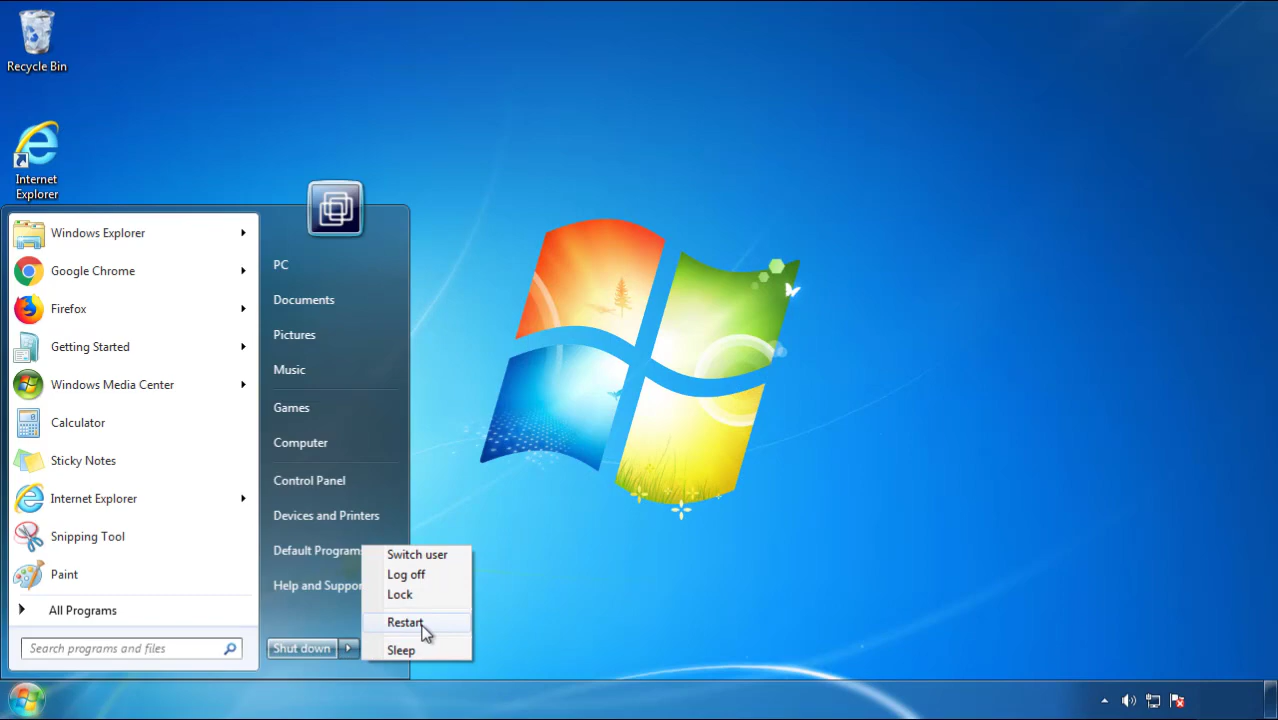 Recycle Bin
Internet
Explorer
Windows Explorer
Google Chrome
Firefox
Getting Started
Windows Media Center
Calculator
Sticky Notes
Internet Explorer
Snipping Tool
Paint
All Programs
Search programs and files
PC
Documents
Pictures
Music
Games
Computer
Control Panel
Devices and Printers
Default Program
Help and Suppor
Shut down
Switch user
Log off
Lock
Restart
Sleep